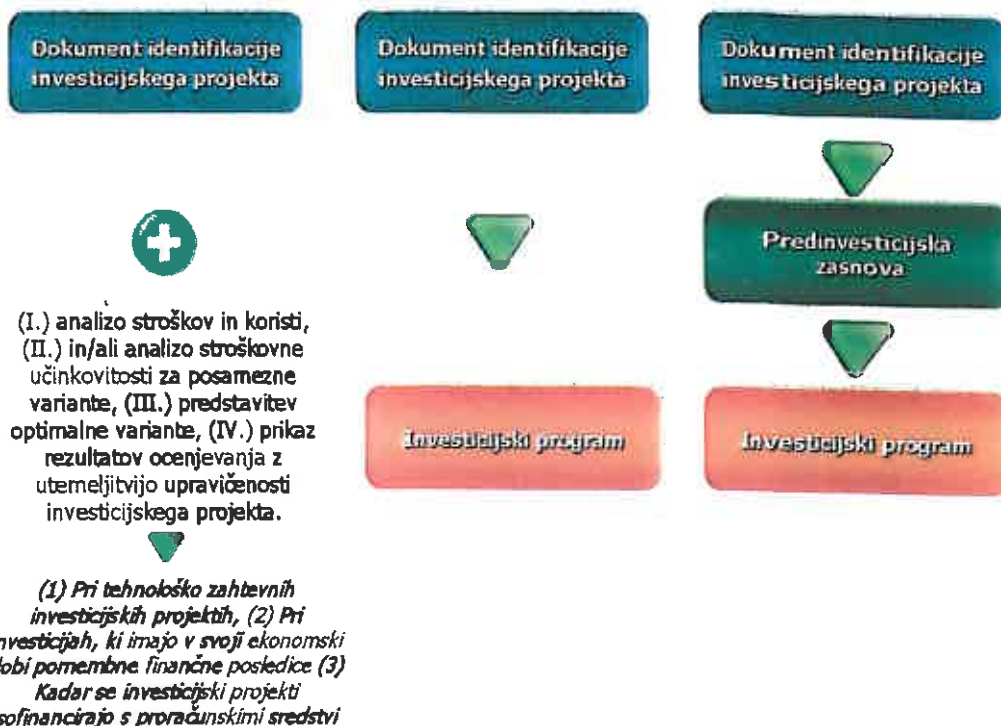 Dokument identifikacije
investicijskega projekta
Dokument identifikacije
investicijskega projekta
Dokument identifikacije
investicijskega projekta
Predinvesticijska
zasnova
(I.) analizo stroškov in koristi,
(II.) in/ali analizo stroškovne
učinkovitosti za posamezne
variante, (III.) predstavitev
optimalne variante, (IV.) prikaz
rezultatov ocenjevanja z
utemeljitvijo upravičenosti
investicijskega projekta.
Investicijski program
Investicijski program
(1) Pri tehnološko zahtevnih
investicijskih projektih, (2) Pri
nvesticijah, ki imajo v svoji ekonomski
dobi pomembne finančne posledice (3)
Kadar se investicijski projekti
sofinancirajo s proračunskimi sredstvi